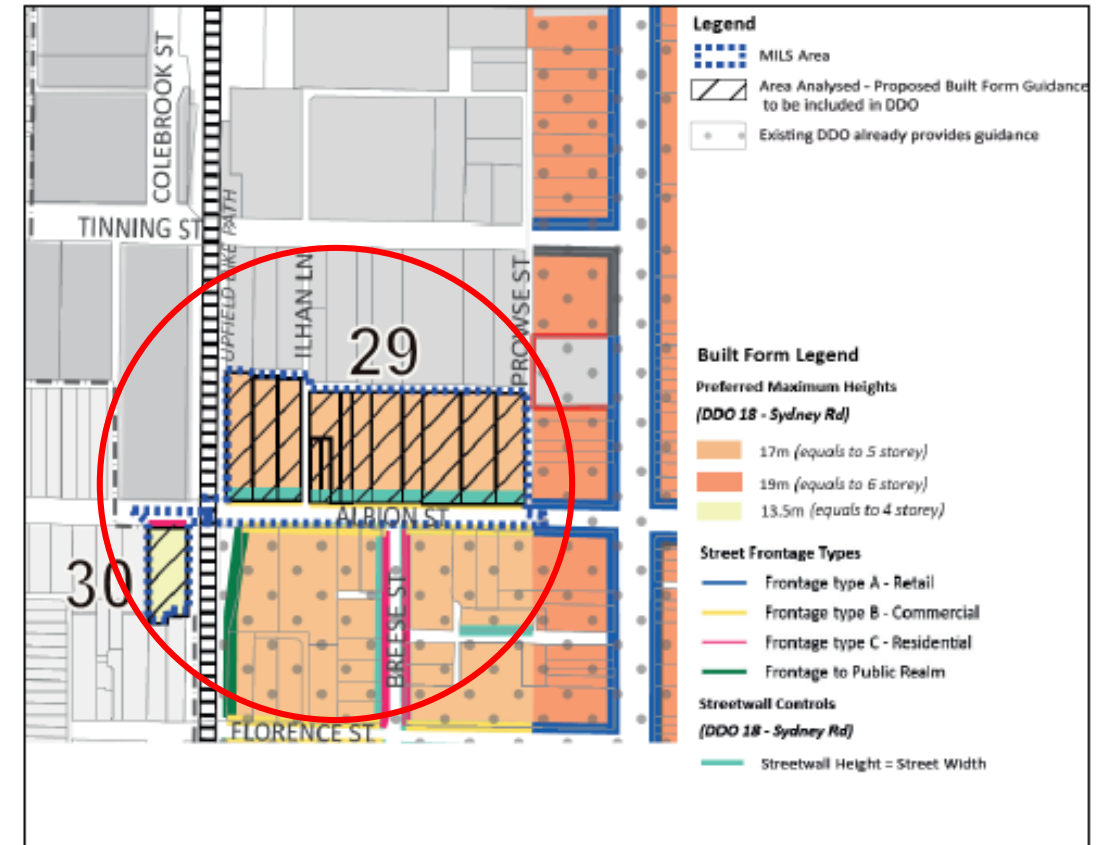 COLEBROOK ST
TINNING ST
UPFIELD BIKE PATH
ILHAN LN
PROWSE ST
29
ALBION ST
30
BREESE ST
FLORENCE ST
Legend
MILS Area
Area Analysed - Proposed Built Form Guidance
to be included in DDO
Existing DDO already provides guidance
Built Form Legend
Preferred Maximum Heights
(DDO 18 - Sydney Rd)
17m (equals to 5 storey)
19m (equals to 6 storey)
13.5m (equals to 4 storey)
Street Frontage Types
Frontage type A - Retail
Frontage type B - Commercial
Frontage type C - Residential
Frontage to Public Realm
Streetwall Controls
(DDO 18 - Sydney Rd)
Streetwall Height = Street Width